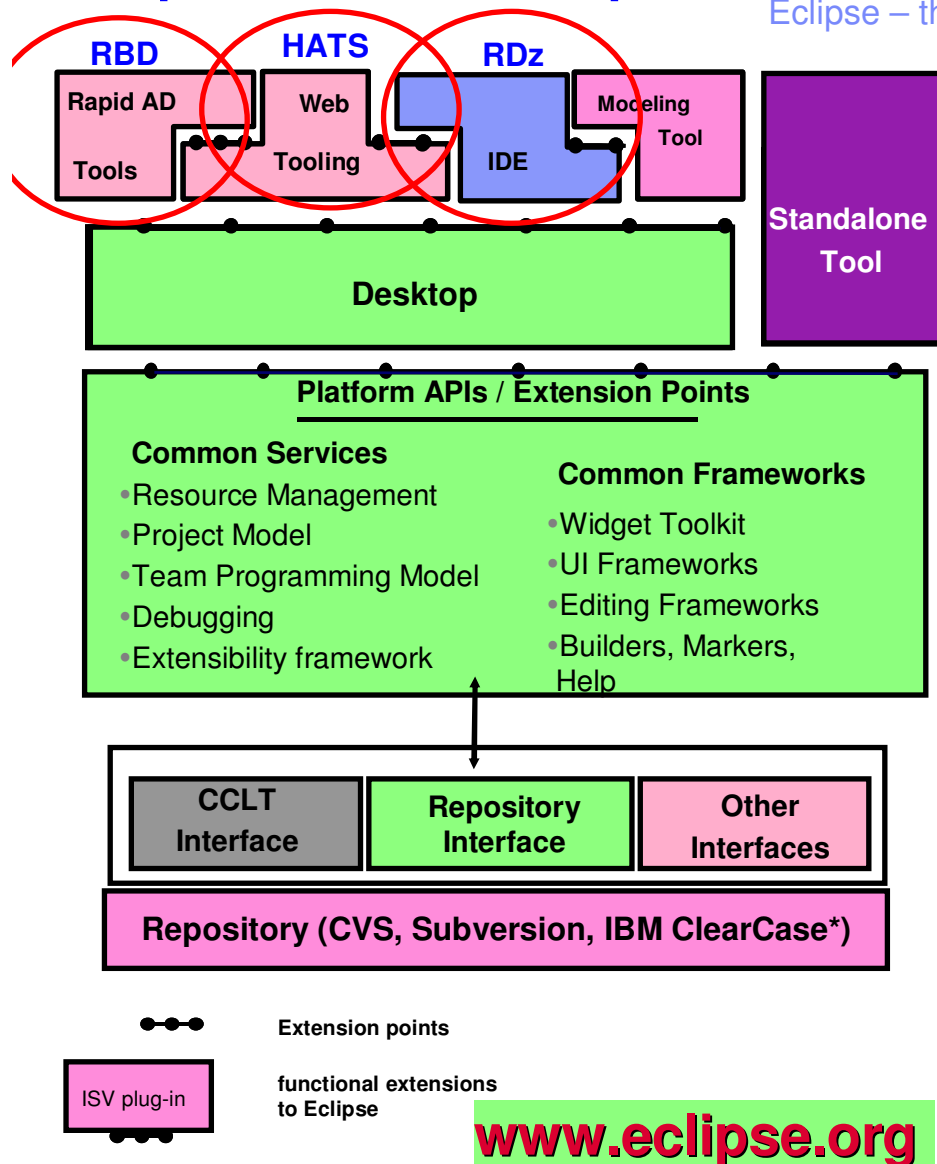 Eclipse – th
RBD
HATS
RDz
Rapid AD
Tools
Web
Tooling
IDE
Modeling
Tool
Standalone
Tool
Desktop
Platform APIs / Extension Points
Common Services
•Resource Management
•Project Model
•Team Programming Model
•Debugging
•Extensibility framework
Common Frameworks
•Widget Toolkit
•UI Frameworks
•Editing Frameworks
•Builders, Markers,
Help
CCLT
Interface
Repository
Interface
Other
Interfaces
Repository (CVS, Subversion, IBM ClearCase*)
Extension points
ISV plug-in
functional extensions
to Eclipse
www.eclipse.org